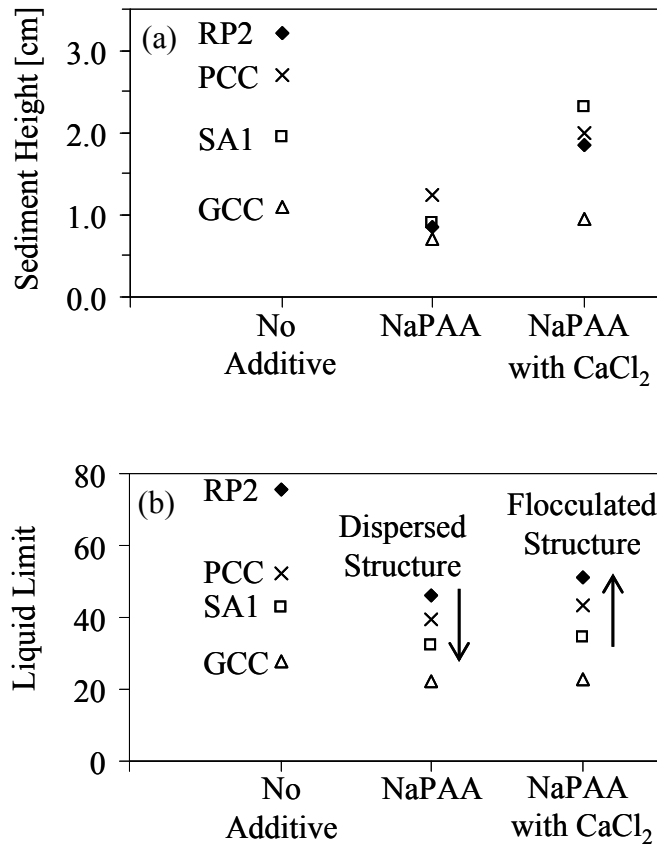 (a)
Sediment Height [cm]
3.0
2.0
1.0
0.0
RP2
PCC
SA1
GCC
No
Additive
NaPAA
NaPAA
with CaCl₂
(b)
Liquid Limit
80
60
40
20
0
RP2
PCC
SA1
GCC
Dispersed
Structure
Flocculated
Structure
No
Additive
NaPAA
NaPAA
with CaCl₂